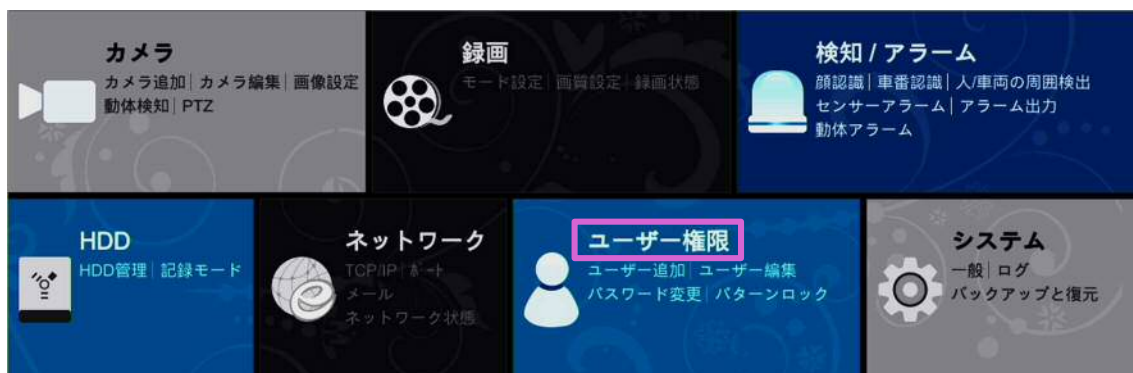 カメラ
カメラ追加│カメラ編集│画像設定
動体検知│PTZ
録画
モード設定│画質設定│録画状態
検知 / アラーム
顔認識│車番認識│人/車両の周囲検出
センサーアラーム│アラーム出力
動体アラーム
HDD
HDD管理│記録モード
ネットワーク
TCP/IP│ポート
メール
ネットワーク状態
ユーザー権限
ユーザー追加│ユーザー編集
パスワード変更│パターンロック
システム
一般│ログ
バックアップと復元